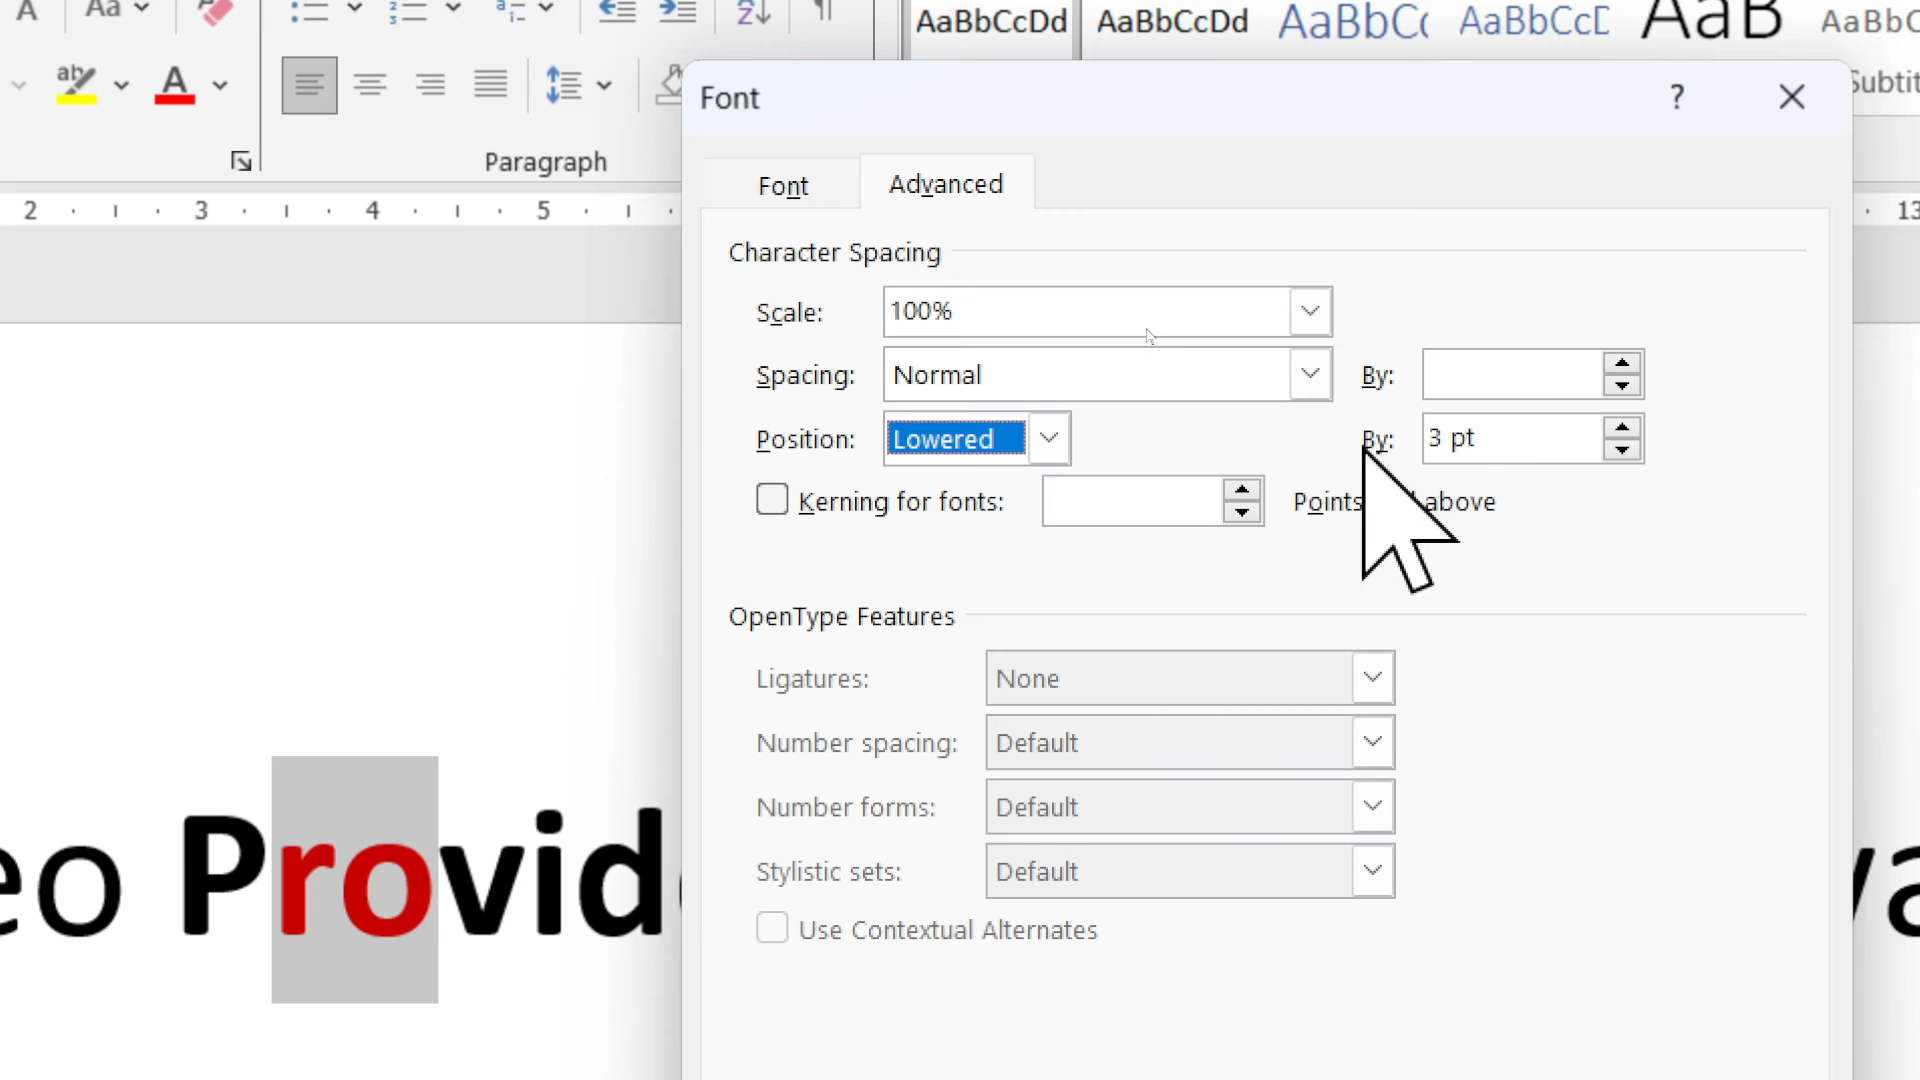 A Aa
AaBbCcDd AaBbCcDd AaBbC AaBbCcD AaB AaBbC
ab A
Subtit
Paragraph
2 3 4 5 13
Font ?
Font Advanced
Character Spacing
Scale: 100%
Spacing: Normal By:
Position: Lowered By: 3 pt
Kerning for fonts: Points above
OpenType Features
Ligatures: None
Number spacing: Default
Number forms: Default
Stylistic sets: Default
Use Contextual Alternates
eo Provid